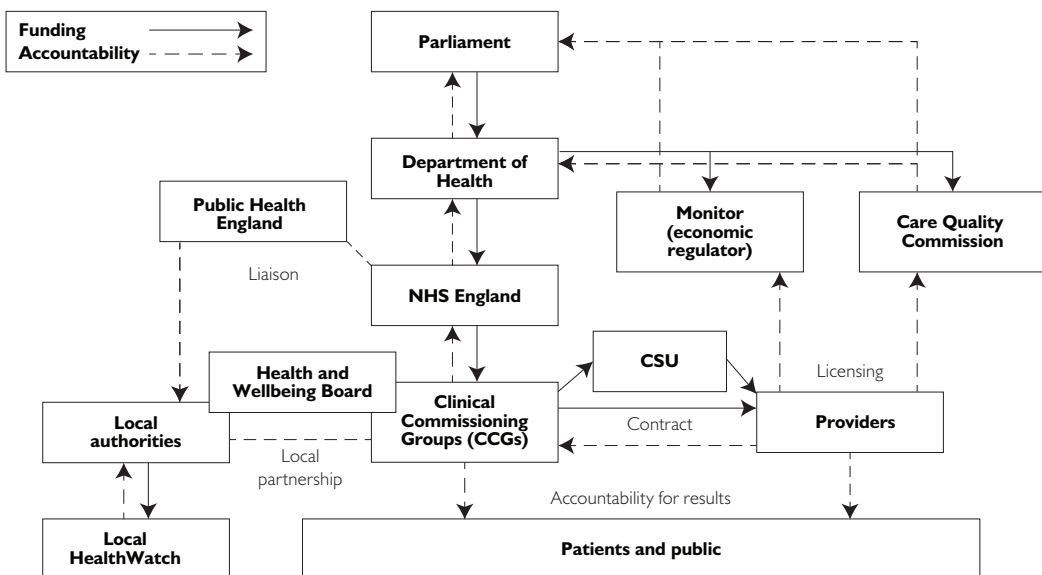 Funding
Accountability
Parliament
Department of
Health
Public Health
England
Monitor
(economic
regulator)
Care Quality
Commission
Liaison
NHS England
Health and
Wellbeing Board
CSU
Licensing
Local
authorities
Clinical
Commissioning
Groups (CCGs)
Contract
Providers
Local
partnership
Accountability for results
Local
HealthWatch
Patients and public